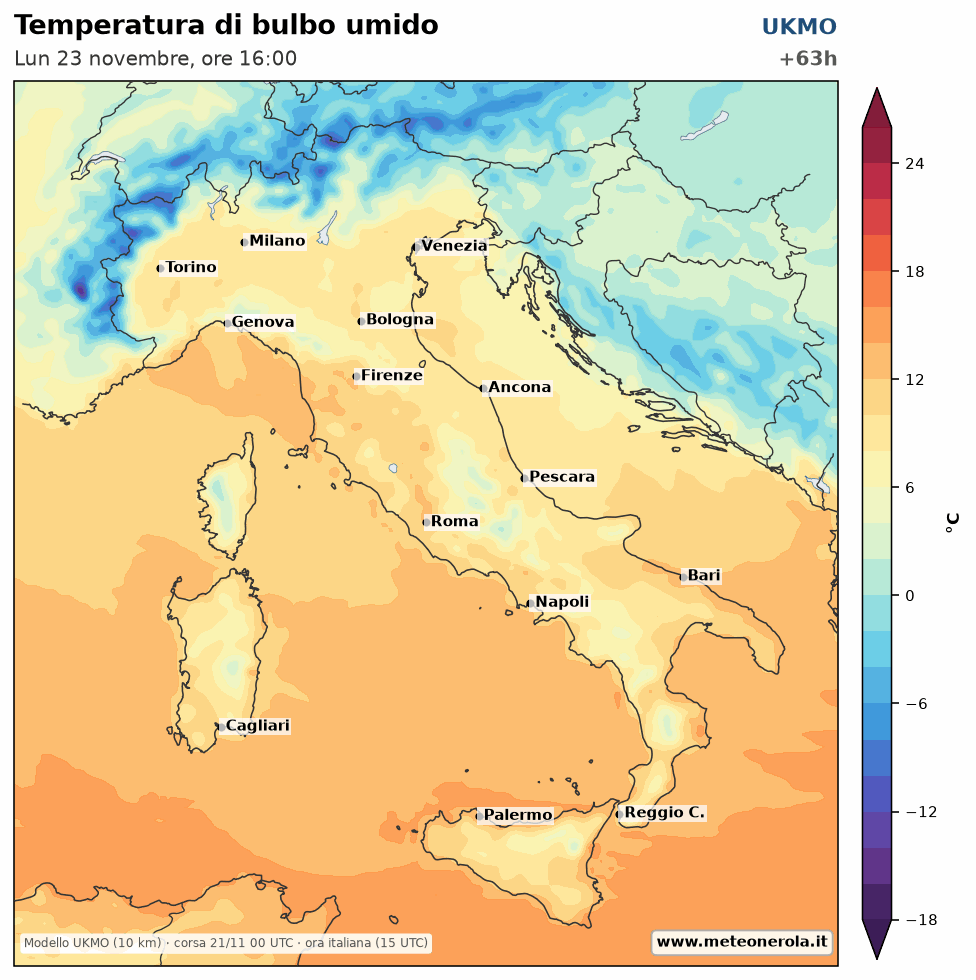 Temperatura di bulbo umido
UKMO
Lun 23 novembre, ore 16:00
+63h
Milano
Venezia
Torino
Genova
Bologna
Firenze
Ancona
Pescara
Roma
Bari
Napoli
Cagliari
Palermo
Reggio C.
24
18
12
6
0
−6
−12
−18
°C
Modello UKMO (10 km) · corsa 21/11 00 UTC · ora italiana (15 UTC)
www.meteonerola.it